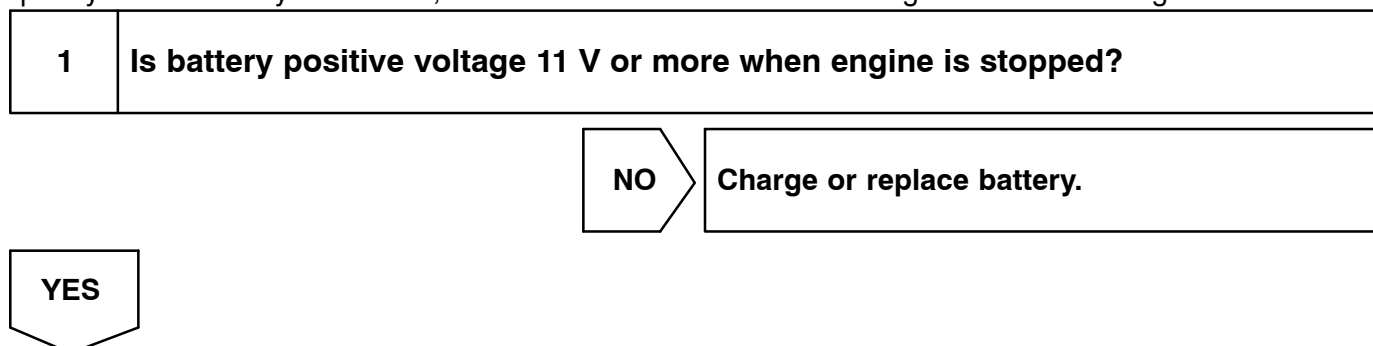 1 Is battery positive voltage 11 V or more when engine is stopped?
NO Charge or replace battery.
YES